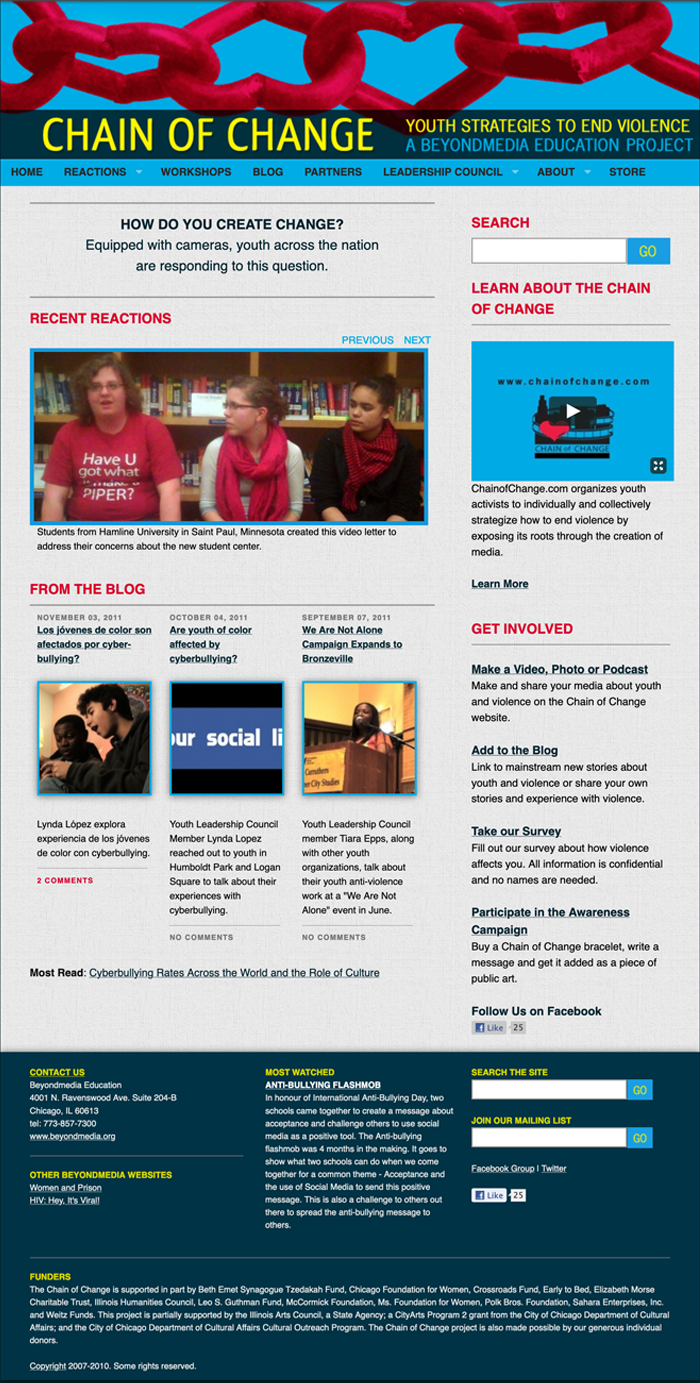 CHAIN OF CHANGE
YOUTH STRATEGIES TO END VIOLENCE
A BEYONDMEDIA EDUCATION PROJECT
HOME REACTIONS WORKSHOPS BLOG PARTNERS LEADERSHIP COUNCIL ABOUT STORE
HOW DO YOU CREATE CHANGE?
Equipped with cameras, youth across the nation
are responding to this question.
RECENT REACTIONS
PREVIOUS NEXT
Have U
got what
it make a
PIPER?
Students from Hamline University in Saint Paul, Minnesota created this video letter to
address their concerns about the new student center.
FROM THE BLOG
NOVEMBER 03, 2011
Los jóvenes de color son
afectados por cyber-
bullying?
Lynda López explora
experiencia de los jóvenes
de color con cyberbullying.
2 COMMENTS
OCTOBER 04, 2011
Are youth of color
affected by
cyberbullying?
our social li
Youth Leadership Council
Member Lynda Lopez
reached out to youth in
Humboldt Park and Logan
Square to talk about their
experiences with
cyberbullying.
NO COMMENTS
SEPTEMBER 07, 2011
We Are Not Alone
Campaign Expands to
Bronzeville
Carruthers
er City Studies
Youth Leadership Council
member Tiara Epps, along
with other youth
organizations, talk about
their youth anti-violence
work at a "We Are Not
Alone" event in June.
NO COMMENTS
Most Read: Cyberbullying Rates Across the World and the Role of Culture
SEARCH
GO
LEARN ABOUT THE CHAIN
OF CHANGE
www.chainofchange.com
CHAIN OF CHANGE
ChainofChange.com organizes youth
activists to individually and collectively
strategize how to end violence by
exposing its roots through the creation of
media.
Learn More
GET INVOLVED
Make a Video, Photo or Podcast
Make and share your media about youth
and violence on the Chain of Change
website.
Add to the Blog
Link to mainstream new stories about
youth and violence or share your own
stories and experience with violence.
Take our Survey
Fill out our survey about how violence
affects you. All information is confidential
and no names are needed.
Participate in the Awareness
Campaign
Buy a Chain of Change bracelet, write a
message and get it added as a piece of
public art.
Follow Us on Facebook
Like 25
CONTACT US
Beyondmedia Education
4001 N. Ravenswood Ave. Suite 204-B
Chicago, IL 60613
tel: 773-857-7300
www.beyondmedia.org
OTHER BEYONDMEDIA WEBSITES
Women and Prison
HIV: Hey, It's Viral!
MOST WATCHED
ANTI-BULLYING FLASHMOB
In honour of International Anti-Bullying Day, two
schools came together to create a message about
acceptance and challenge others to use social
media as a positive tool. The Anti-bullying
flashmob was 4 months in the making. It goes to
show what two schools can do when we come
together for a common theme - Acceptance and
the use of Social Media to send this positive
message. This is also a challenge to others out
there to spread the anti-bullying message to
others.
SEARCH THE SITE
GO
JOIN OUR MAILING LIST
GO
Facebook Group | Twitter
Like 25
FUNDERS
The Chain of Change is supported in part by Beth Emet Synagogue Tzedakah Fund, Chicago Foundation for Women, Crossroads Fund, Early to Bed, Elizabeth Morse
Charitable Trust, Illinois Humanities Council, Leo S. Guthman Fund, McCormick Foundation, Ms. Foundation for Women, Polk Bros. Foundation, Sahara Enterprises, Inc.
and Weitz Funds. This project is partially supported by the Illinois Arts Council, a State Agency; a CityArts Program 2 grant from the City of Chicago Department of Cultural
Affairs; and the City of Chicago Department of Cultural Affairs Cultural Outreach Program. The Chain of Change project is also made possible by our generous individual
donors.
Copyright 2007-2010. Some rights reserved.